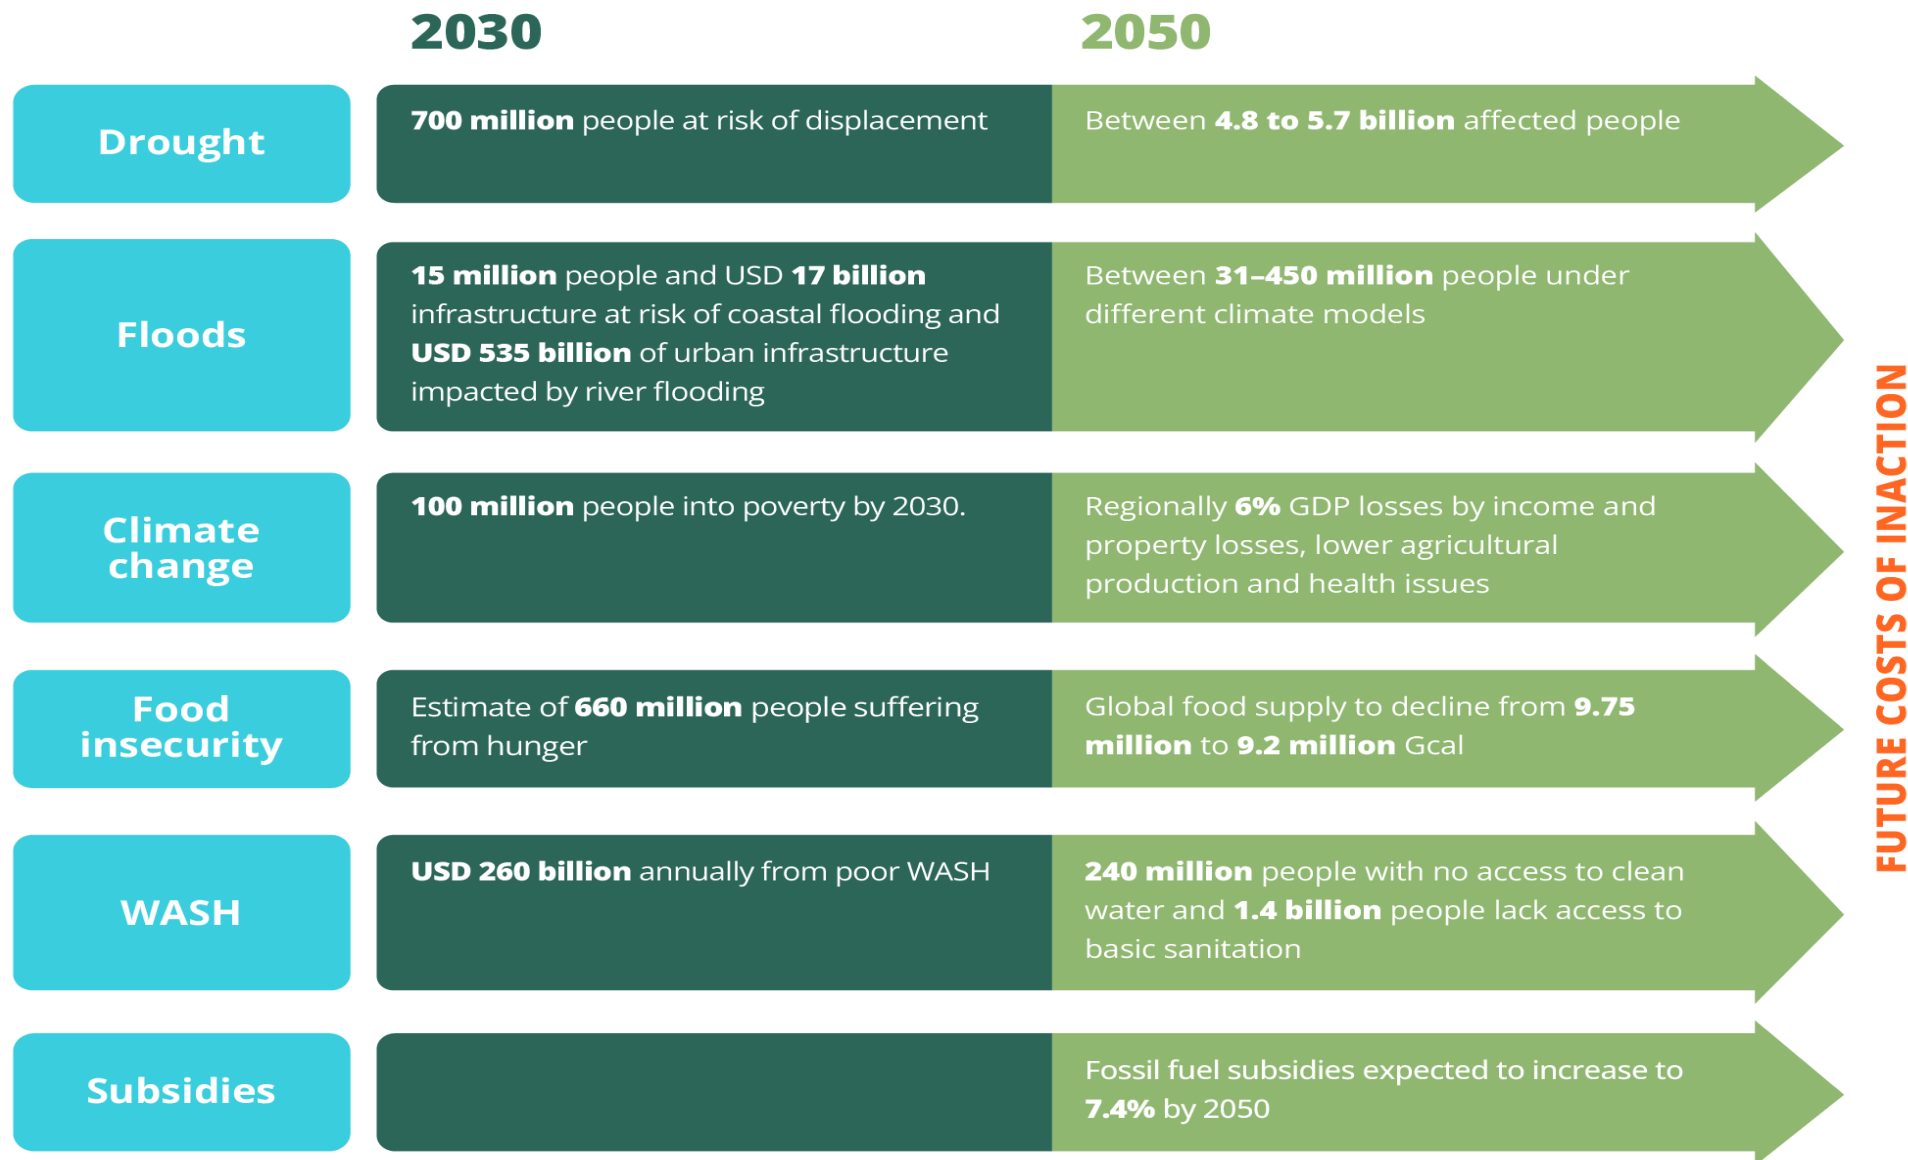 2030
2050
Drought
700 million people at risk of displacement
Between 4.8 to 5.7 billion affected people
Floods
15 million people and USD 17 billion
infrastructure at risk of coastal flooding and
USD 535 billion of urban infrastructure
impacted by river flooding
Between 31–450 million people under
different climate models
Climate
change
100 million people into poverty by 2030.
Regionally 6% GDP losses by income and
property losses, lower agricultural
production and health issues
Food
insecurity
Estimate of 660 million people suffering
from hunger
Global food supply to decline from 9.75
million to 9.2 million Gcal
WASH
USD 260 billion annually from poor WASH
240 million people with no access to clean
water and 1.4 billion people lack access to
basic sanitation
Subsidies
Fossil fuel subsidies expected to increase to
7.4% by 2050
FUTURE COSTS OF INACTION